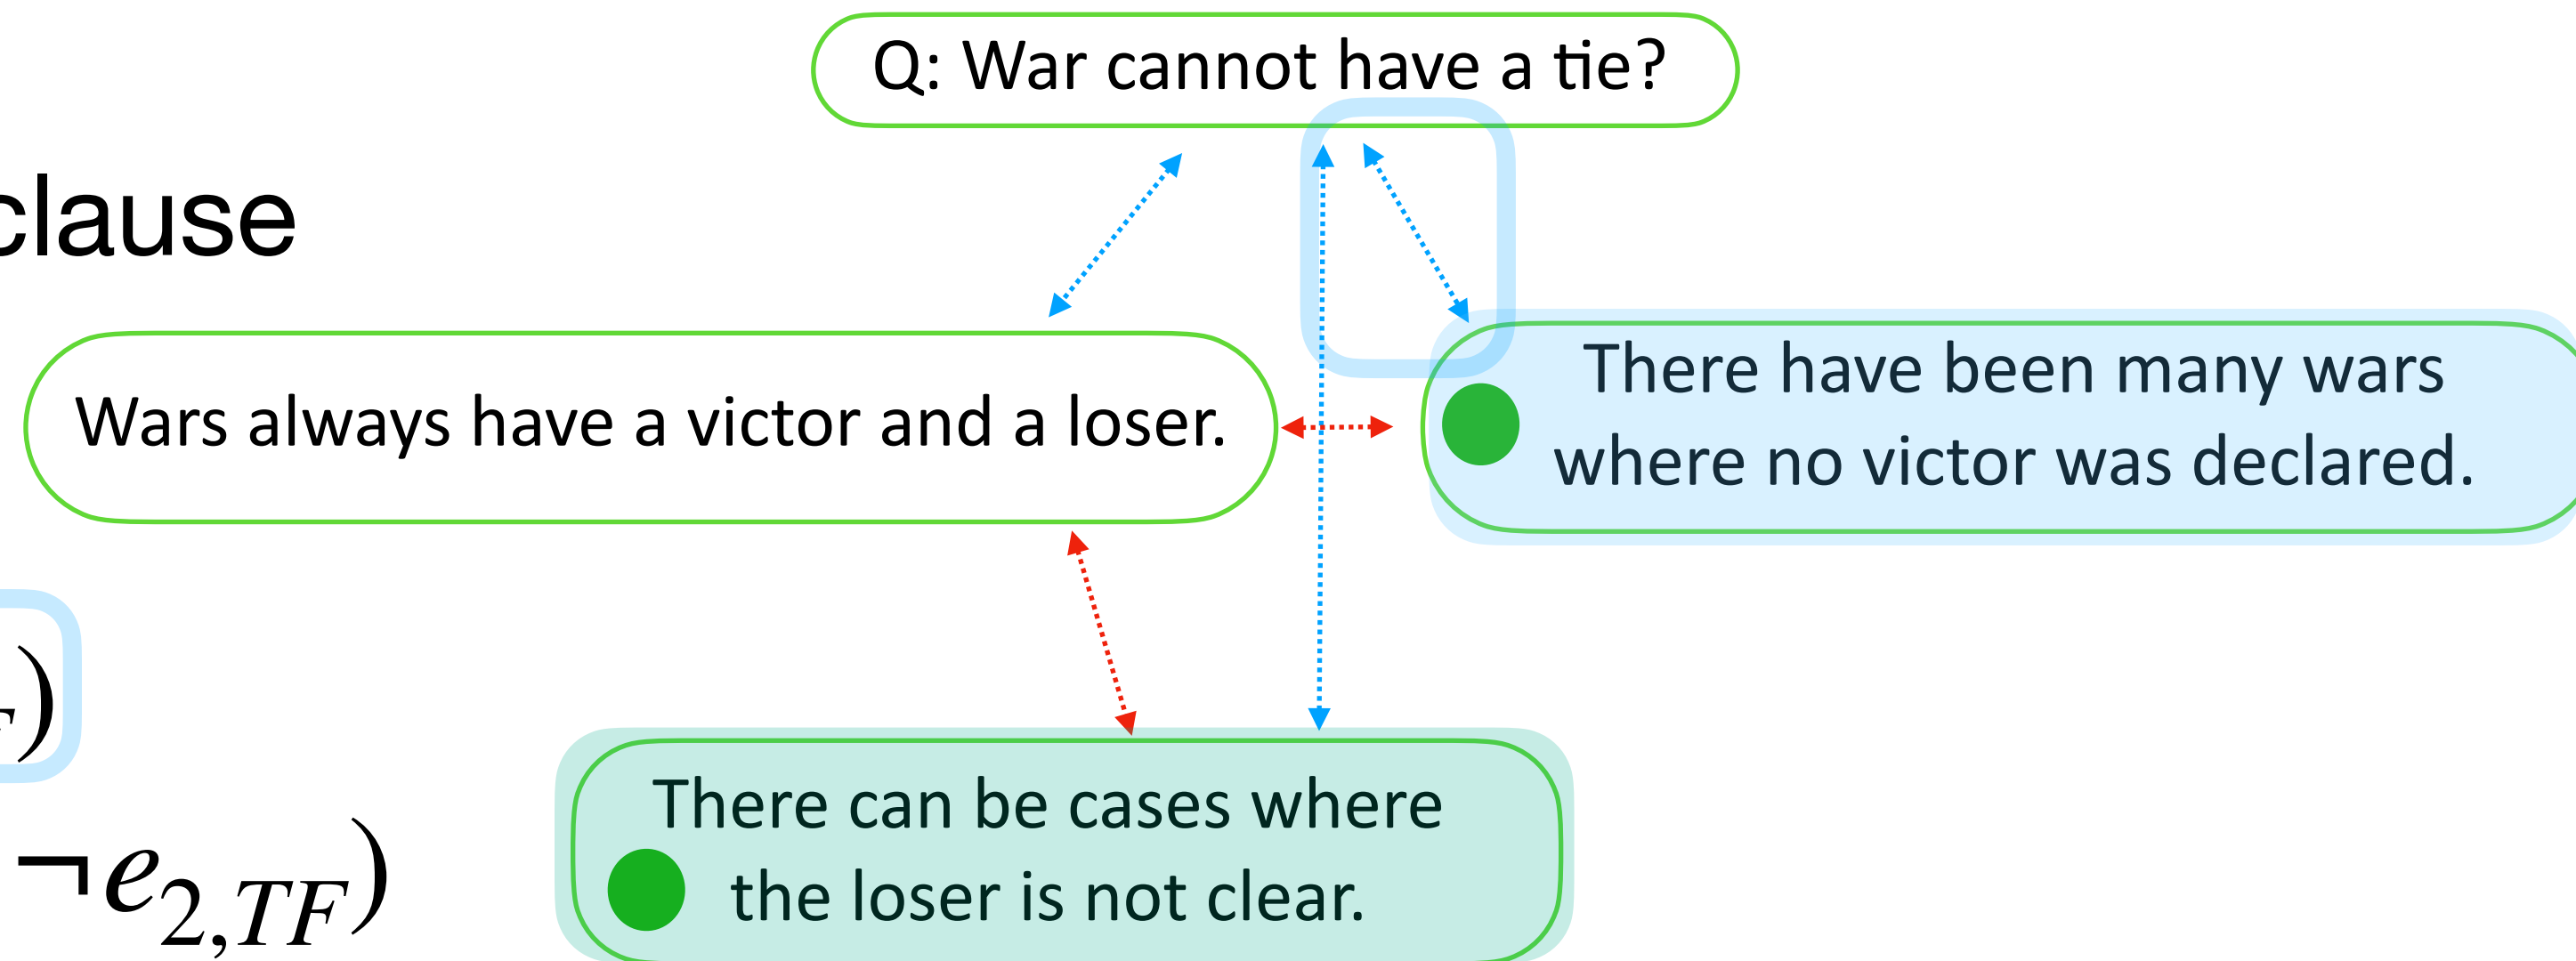 Q: War cannot have a tie?
clause
Wars always have a victor and a loser.
There have been many wars
where no victor was declared.
F)
¬e2,TF)
There can be cases where
the loser is not clear.